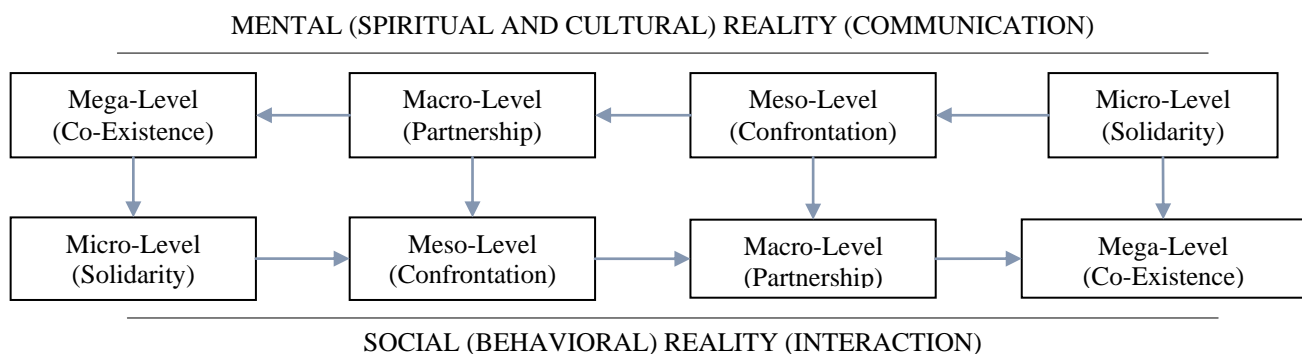 MENTAL (SPIRITUAL AND CULTURAL) REALITY (COMMUNICATION)
Mega-Level
(Co-Existence)
Macro-Level
(Partnership)
Meso-Level
(Confrontation)
Micro-Level
(Solidarity)
Micro-Level
(Solidarity)
Meso-Level
(Confrontation)
Macro-Level
(Partnership)
Mega-Level
(Co-Existence)
SOCIAL (BEHAVIORAL) REALITY (INTERACTION)